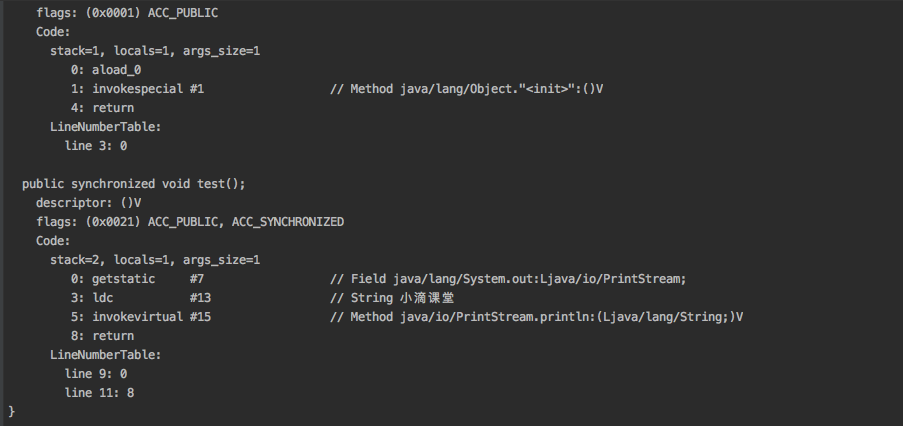 flags: (0x0001) ACC_PUBLIC
Code:
stack=1, locals=1, args_size=1
0: aload_0
1: invokespecial #1 // Method java/lang/Object."<init>":()V
4: return
LineNumberTable:
line 3: 0
public synchronized void test();
descriptor: ()V
flags: (0x0021) ACC_PUBLIC, ACC_SYNCHRONIZED
Code:
stack=2, locals=1, args_size=1
0: getstatic #7 // Field java/lang/System.out:Ljava/io/PrintStream;
3: ldc #13 // String 小滴课堂
5: invokevirtual #15 // Method java/io/PrintStream.println:(Ljava/lang/String;)V
8: return
LineNumberTable:
line 9: 0
line 11: 8
}